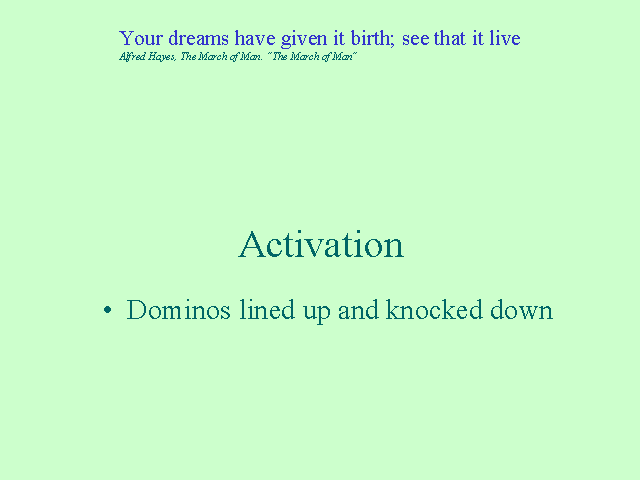 Your dreams have given it birth; see that it live
Alfred Hayes, The March of Man. "The March of Man"
Activation
• Dominos lined up and knocked down